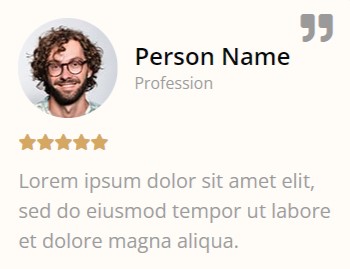 Person Name
Profession
Lorem ipsum dolor sit amet elit,
sed do eiusmod tempor ut labore
et dolore magna aliqua.